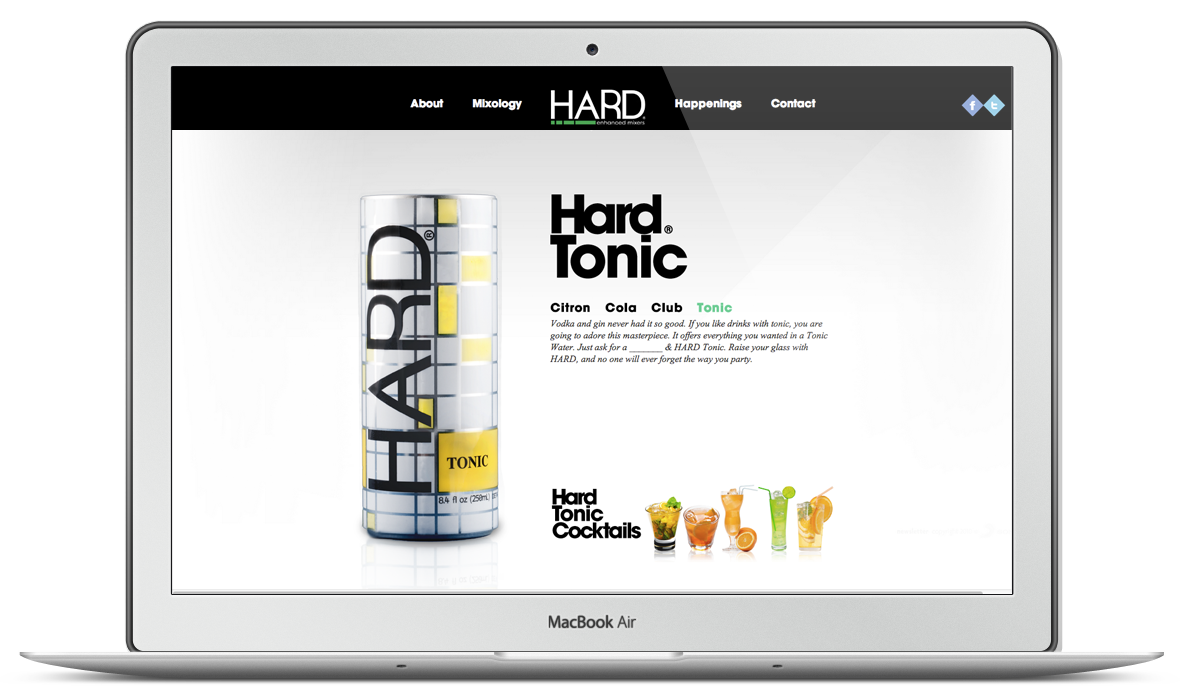 About Mixology HARD® Happenings Contact f t
enhanced mixers
Hard®
Tonic
Citron Cola Club Tonic
Vodka and gin never had it so good. If you like drinks with tonic, you are
going to adore this masterpiece. It offers everything you wanted in a Tonic
Water. Just ask for a _______ & HARD Tonic. Raise your glass with
HARD, and no one will ever forget the way you party.
HARD®
TONIC
8.4 fl oz (258mL)
Hard
Tonic
Cocktails
MacBook Air